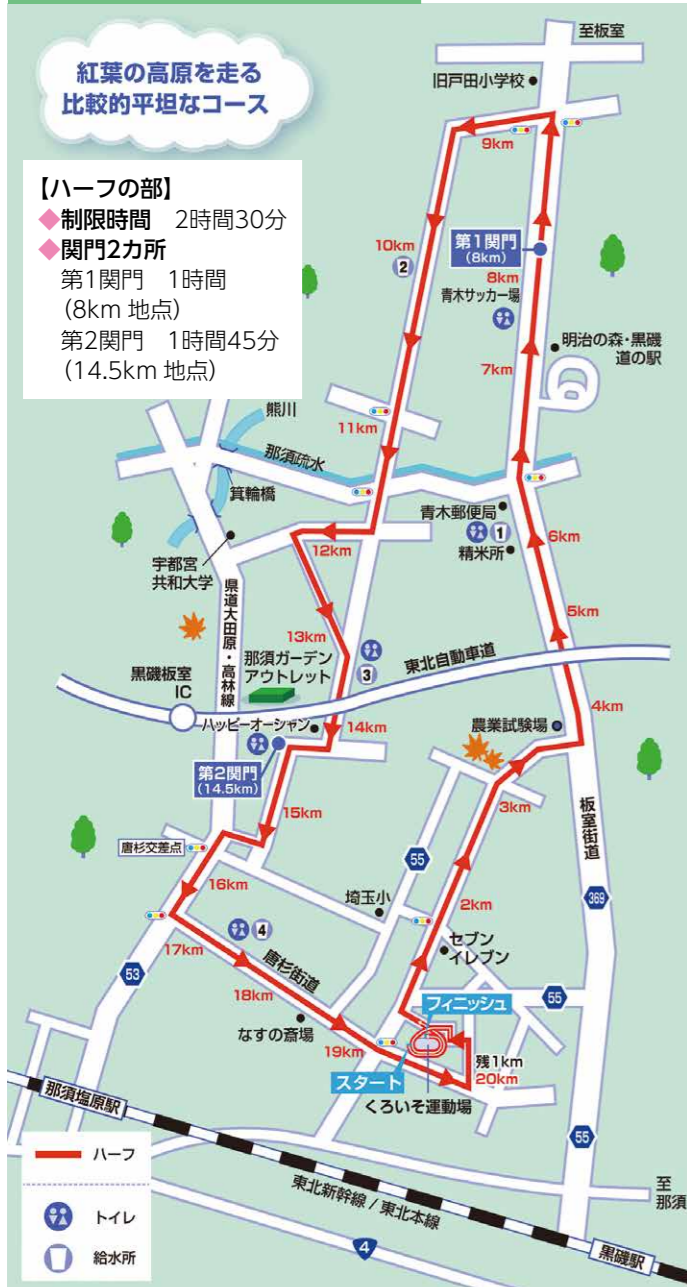 紅葉の高原を走る
比較的平坦なコース
【ハーフの部】
◆制限時間　2時間30分
◆関門2カ所
第1関門　1時間
(8km 地点)
第2関門　1時間45分
(14.5km 地点)
至板室
旧戸田小学校
9km
10km
2
第1関門
(8km)
8km
青木サッカー場
明治の森・黒磯
道の駅
7km
11km
熊川
那須疏水
箕輪橋
青木郵便局
1
精米所
6km
12km
宇都宮
共和大学
5km
県道大田原・高林線
13km
那須ガーデン
アウトレット
3
東北自動車道
黒磯板室
IC
4km
ハッピーオーシャン
14km
農業試験場
第2関門
(14.5km)
3km
15km
板室街道
唐杉交差点
55
16km
埼玉小
2km
369
17km
4
セブン
イレブン
唐杉街道
53
18km
フィニッシュ
55
なすの斎場
19km
残1km
スタート
20km
くろいそ運動場
那須塩原駅
55
ハーフ
至
那須
東北新幹線 / 東北本線
トイレ
給水所
4
黒磯駅